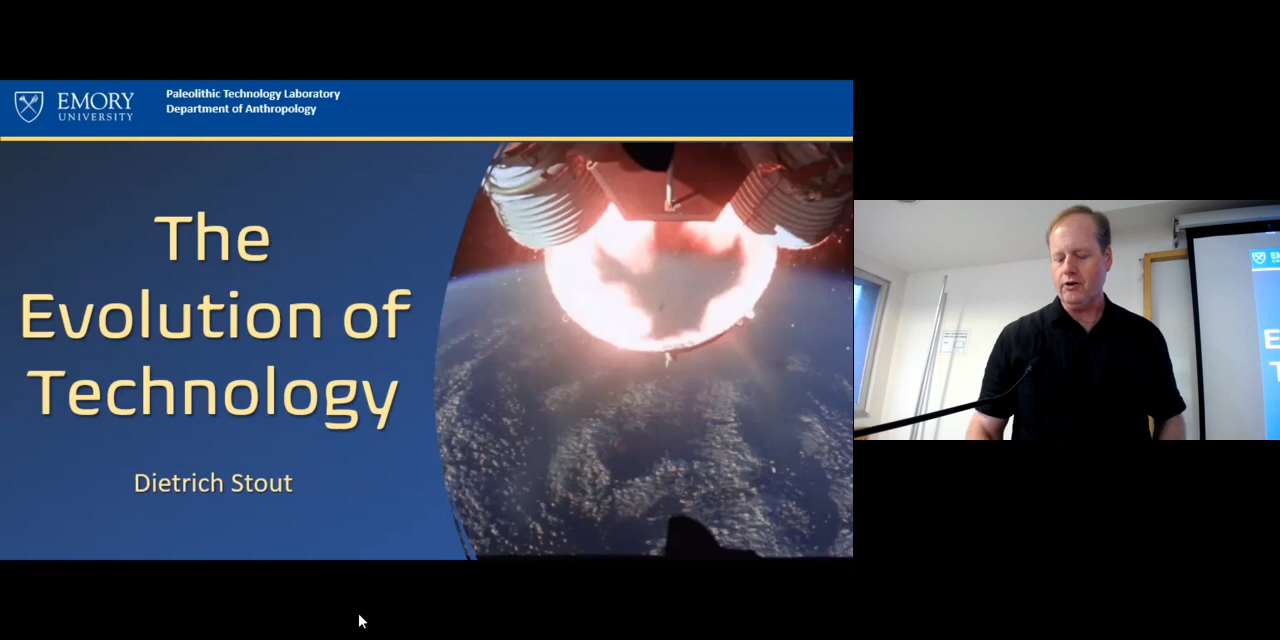 EMORY
UNIVERSITY
Paleolithic Technology Laboratory
Department of Anthropology
The
Evolution of
Technology
Dietrich Stout